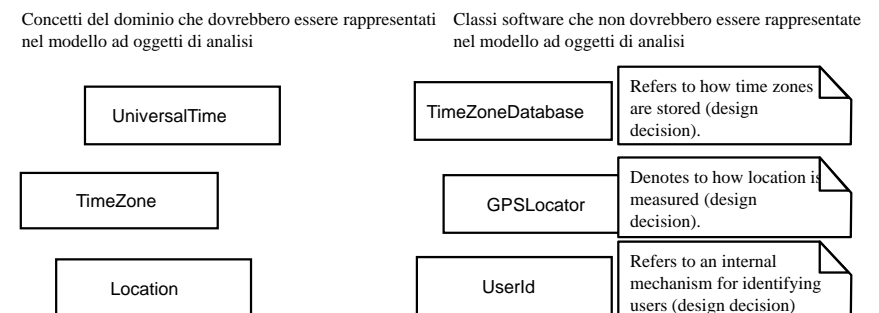 Concetti del dominio che dovrebbero essere rappresentati
nel modello ad oggetti di analisi
Classi software che non dovrebbero essere rappresentate
nel modello ad oggetti di analisi
UniversalTime
TimeZoneDatabase
Refers to how time zones
are stored (design
decision).
TimeZone
GPSLocator
Denotes to how location is
measured (design
decision).
Location
UserId
Refers to an internal
mechanism for identifying
users (design decision)